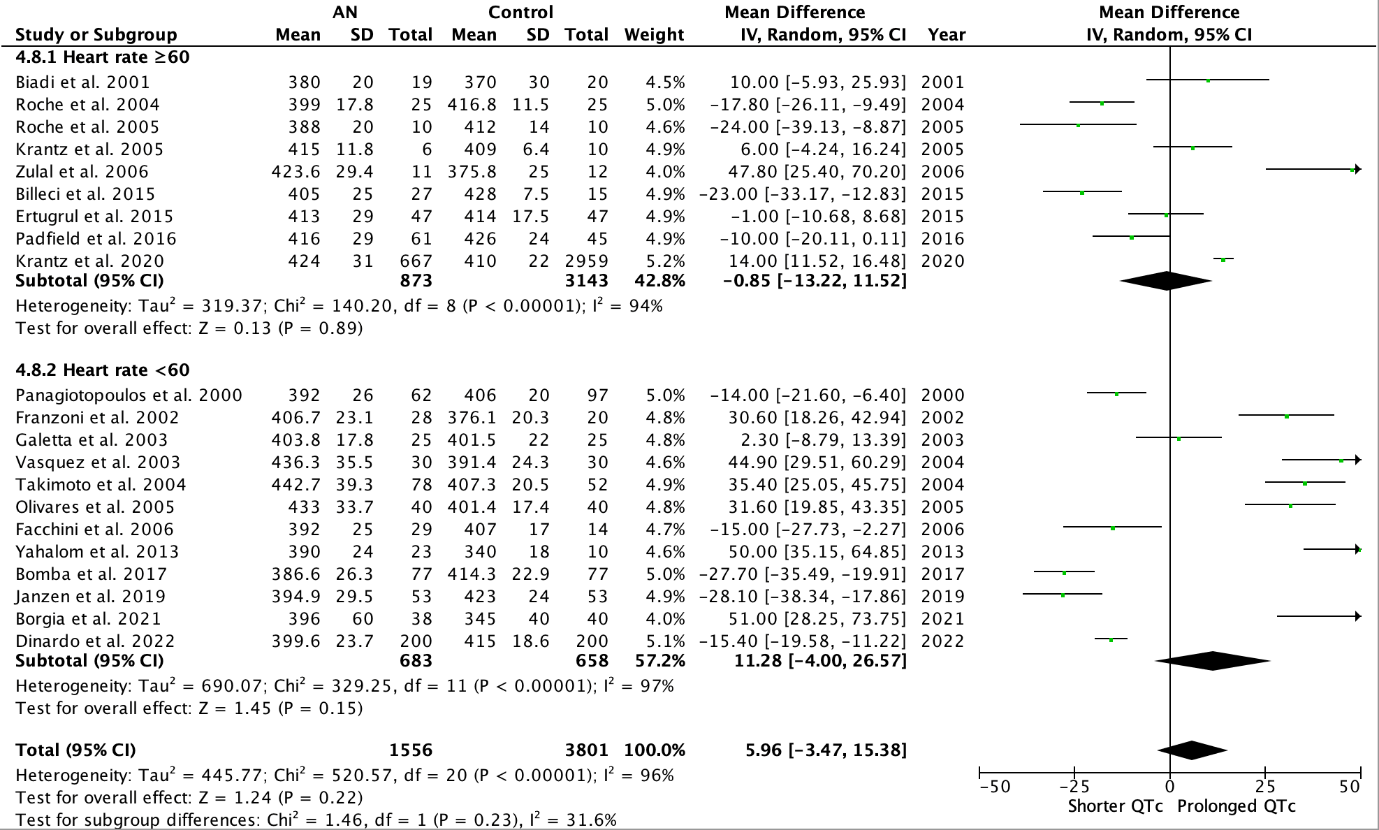 AN Control Mean Difference Mean Difference
Study or Subgroup Mean SD Total Mean SD Total Weight IV, Random, 95% CI Year IV, Random, 95% CI
4.8.1 Heart rate ≥60
Biadi et al. 2001 380 20 19 370 30 20 4.5% 10.00 [−5.93, 25.93] 2001
Roche et al. 2004 399 17.8 25 416.8 11.5 25 5.0% −17.80 [−26.11, −9.49] 2004
Roche et al. 2005 388 20 10 412 14 10 4.6% −24.00 [−39.13, −8.87] 2005
Krantz et al. 2005 415 11.8 6 409 6.4 10 4.9% 6.00 [−4.24, 16.24] 2005
Zulal et al. 2006 423.6 29.4 11 375.8 25 12 4.0% 47.80 [25.40, 70.20] 2006
Billeci et al. 2015 405 25 27 428 7.5 15 4.9% −23.00 [−33.17, −12.83] 2015
Ertugrul et al. 2015 413 29 47 414 17.5 47 4.9% −1.00 [−10.68, 8.68] 2015
Padfield et al. 2016 416 29 61 426 24 45 4.9% −10.00 [−20.11, 0.11] 2016
Krantz et al. 2020 424 31 667 410 22 2959 5.2% 14.00 [11.52, 16.48] 2020
Subtotal (95% CI) 873 3143 42.8% −0.85 [−13.22, 11.52]
Heterogeneity: Tau² = 319.37; Chi² = 140.20, df = 8 (P < 0.00001); I² = 94%
Test for overall effect: Z = 0.13 (P = 0.89)
4.8.2 Heart rate <60
Panagiotopoulos et al. 2000 392 26 62 406 20 97 5.0% −14.00 [−21.60, −6.40] 2000
Franzoni et al. 2002 406.7 23.1 28 376.1 20.3 20 4.8% 30.60 [18.26, 42.94] 2002
Galetta et al. 2003 403.8 17.8 25 401.5 22 25 4.8% 2.30 [−8.79, 13.39] 2003
Vasquez et al. 2003 436.3 35.5 30 391.4 24.3 30 4.6% 44.90 [29.51, 60.29] 2004
Takimoto et al. 2004 442.7 39.3 78 407.3 20.5 52 4.9% 35.40 [25.05, 45.75] 2004
Olivares et al. 2005 433 33.7 40 401.4 17.4 40 4.8% 31.60 [19.85, 43.35] 2005
Facchini et al. 2006 392 25 29 407 17 14 4.7% −15.00 [−27.73, −2.27] 2006
Yahalom et al. 2013 390 24 23 340 18 10 4.6% 50.00 [35.15, 64.85] 2013
Bomba et al. 2017 386.6 26.3 77 414.3 22.9 77 5.0% −27.70 [−35.49, −19.91] 2017
Janzen et al. 2019 394.9 29.5 53 423 24 53 4.9% −28.10 [−38.34, −17.86] 2019
Borgia et al. 2021 396 60 38 345 40 40 4.0% 51.00 [28.25, 73.75] 2021
Dinardo et al. 2022 399.6 23.7 200 415 18.6 200 5.1% −15.40 [−19.58, −11.22] 2022
Subtotal (95% CI) 683 658 57.2% 11.28 [−4.00, 26.57]
Heterogeneity: Tau² = 690.07; Chi² = 329.25, df = 11 (P < 0.00001); I² = 97%
Test for overall effect: Z = 1.45 (P = 0.15)
Total (95% CI) 1556 3801 100.0% 5.96 [−3.47, 15.38]
Heterogeneity: Tau² = 445.77; Chi² = 520.57, df = 20 (P < 0.00001); I² = 96%
Test for overall effect: Z = 1.24 (P = 0.22)
Test for subgroup differences: Chi² = 1.46, df = 1 (P = 0.23), I² = 31.6%
−50 −25 0 25 50
Shorter QTc Prolonged QTc